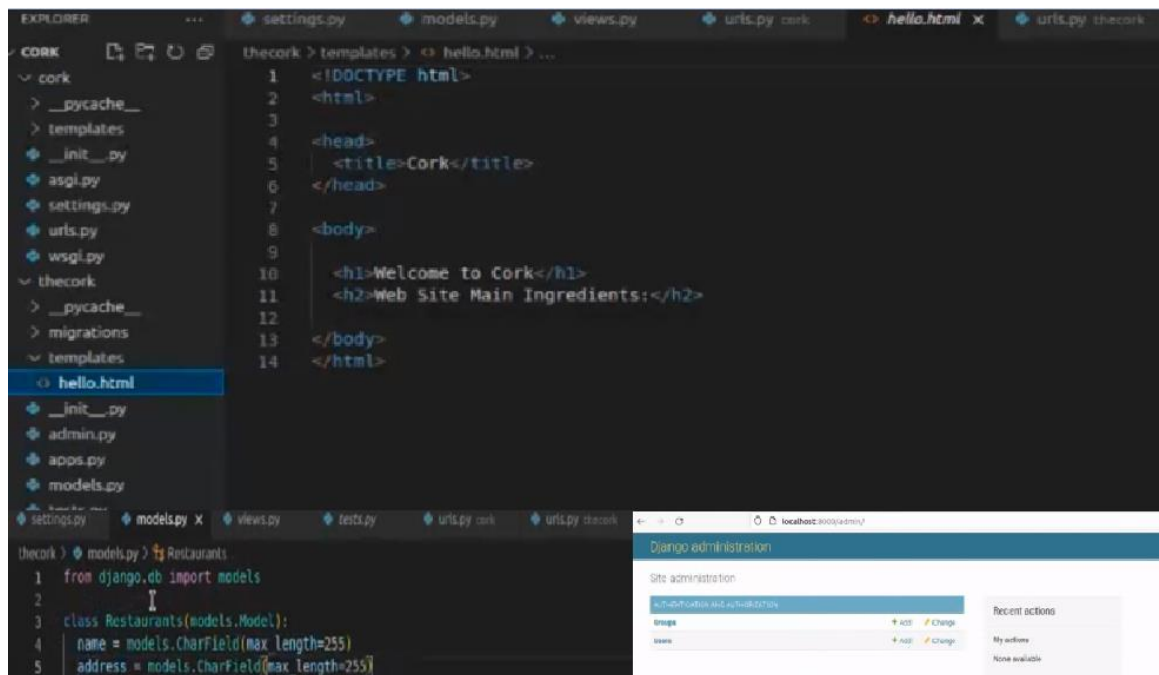 EXPLORER ...
settings.py models.py views.py urls.py cork hello.html × urls.py thecork
CORK
thecork > templates > hello.html > ...
cork
__pycache__
templates
__init__.py
asgi.py
settings.py
urls.py
wsgi.py
thecork
__pycache__
migrations
templates
hello.html
__init__.py
admin.py
apps.py
models.py
1 <!DOCTYPE html>
2 <html>
3
4 <head>
5 <title>Cork</title>
6 </head>
7
8 <body>
9
10 <h1>Welcome to Cork</h1>
11 <h2>Web Site Main Ingredients:</h2>
12
13 </body>
14 </html>
settings.py models.py × views.py tests.py urls.py cork urls.py thecork
thecork > models.py > Restaurants
1 from django.db import models
2
3 class Restaurants(models.Model):
4 name = models.CharField(max_length=255)
5 address = models.CharField(max_length=255)
localhost:8000/admin/
Django administration
Site administration
AUTHENTICATION AND AUTHORIZATION
Groups + Add Change
Users + Add Change
Recent actions
My actions
None available